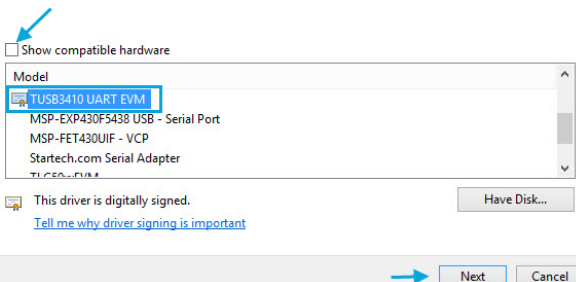 Show compatible hardware
Model
TUSB3410 UART EVM
MSP-EXP430F5438 USB - Serial Port
MSP-FET430UIF - VCP
Startech.com Serial Adapter
This driver is digitally signed.
Have Disk...
Tell me why driver signing is important
Next
Cancel